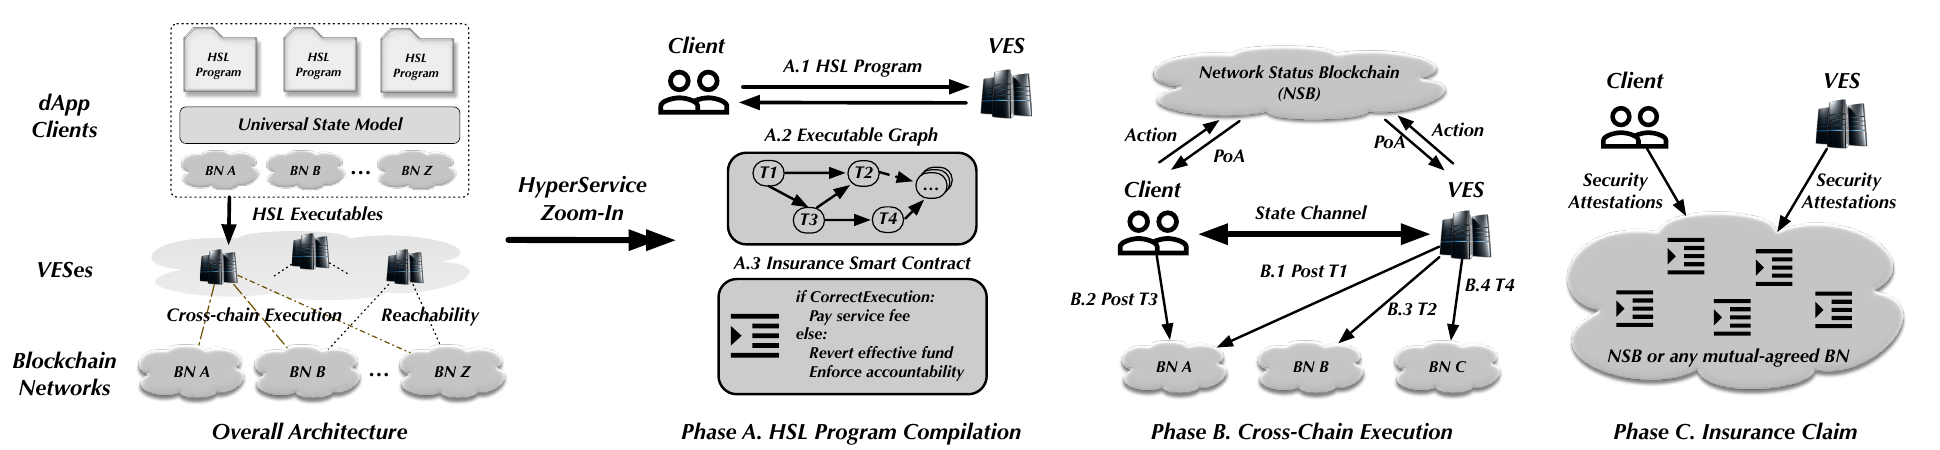 dApp
Clients
HSL
Program
HSL
Program
HSL
Program
Universal State Model
BN A
BN B
...
BN Z
HSL Executables
VESes
Cross-chain Execution
Reachability
Blockchain
Networks
BN A
BN B
...
BN Z
Overall Architecture
HyperService
Zoom-In
Client
VES
A.1 HSL Program
A.2 Executable Graph
T1
T2
...
T3
T4
A.3 Insurance Smart Contract
if CorrectExecution:
Pay service fee
else:
Revert effective fund
Enforce accountability
Phase A. HSL Program Compilation
Network Status Blockchain
(NSB)
Action
PoA
PoA
Action
Client
VES
State Channel
B.1 Post T1
B.2 Post T3
B.3 T2
B.4 T4
BN A
BN B
BN C
Phase B. Cross-Chain Execution
Client
VES
Security
Attestations
Security
Attestations
NSB or any mutual-agreed BN
Phase C. Insurance Claim